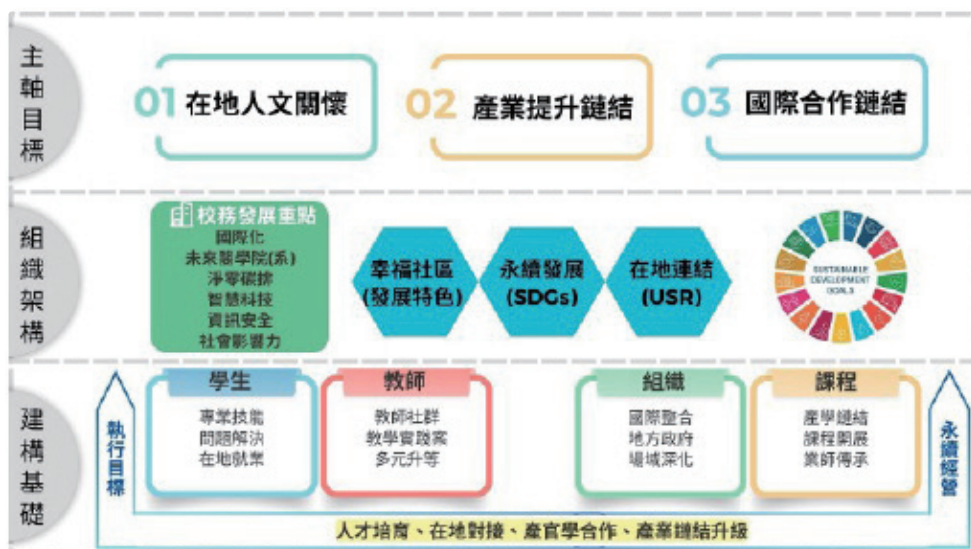 主軸目標
01 在地人文關懷
02 產業提升鏈結
03 國際合作鏈結
組織架構
校務發展重點
國際化
未來醫學院(系)
淨零碳排
智慧科技
資訊安全
社會影響力
幸福社區
(發展特色)
永續發展
(SDGs)
在地連結
(USR)
SUSTAINABLE
DEVELOPMENT
GOALS
建構基礎
執行目標
學生
專業技能
問題解決
在地就業
教師
教師社群
教學實踐案
多元升等
組織
國際整合
地方政府
場域深化
課程
產學鏈結
課程開展
業師傳承
永續經營
人才培育、在地對接、產官學合作、產業鏈結升級